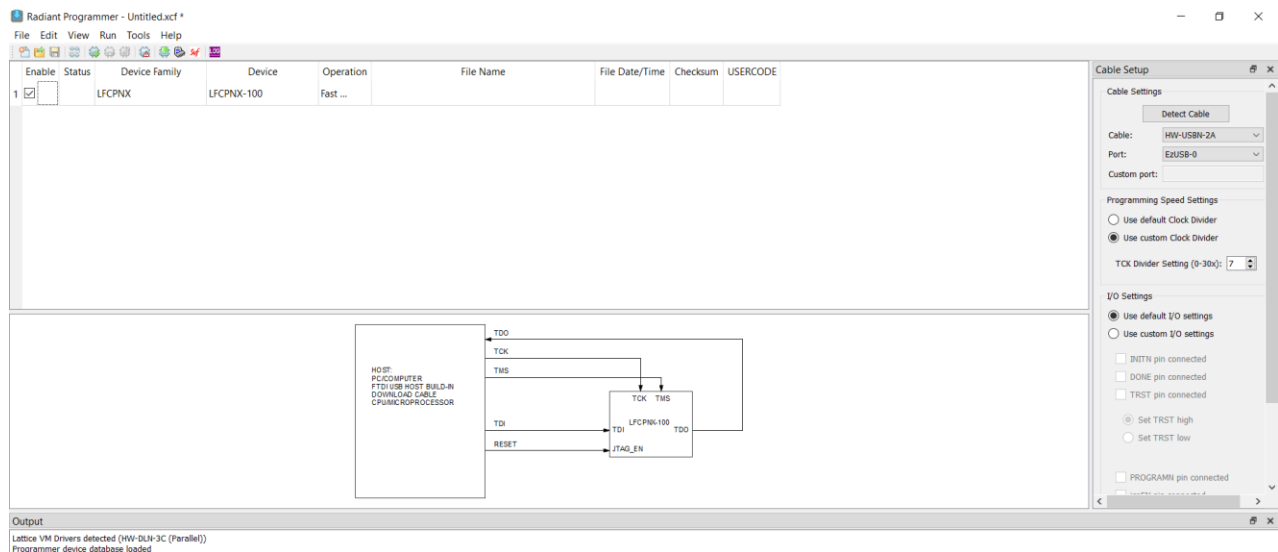 Radiant Programmer - Untitled.xcf *
File Edit View Run Tools Help
Enable Status Device Family Device Operation File Name File Date/Time Checksum USERCODE
1 LFCPNX LFCPNX-100 Fast ...
Cable Setup
Cable Settings
Detect Cable
Cable: HW-USBN-2A
Port: EzUSB-0
Custom port:
Programming Speed Settings
Use default Clock Divider
Use custom Clock Divider
TCK Divider Setting (0-30x): 7
I/O Settings
Use default I/O settings
Use custom I/O settings
INITN pin connected
DONE pin connected
TRST pin connected
Set TRST high
Set TRST low
PROGRAMN pin connected
TDO
TCK
TMS
HOST:
PC/COMPUTER
FTDI USB HOST BUILD-IN
DOWNLOAD CABLE
CPU/MICROPROCESSOR
TDI
RESET
TCK TMS
LFCPNX-100
TDI TDO
JTAG_EN
Output
Lattice VM Drivers detected (HW-DLN-3C (Parallel))
Programmer device database loaded